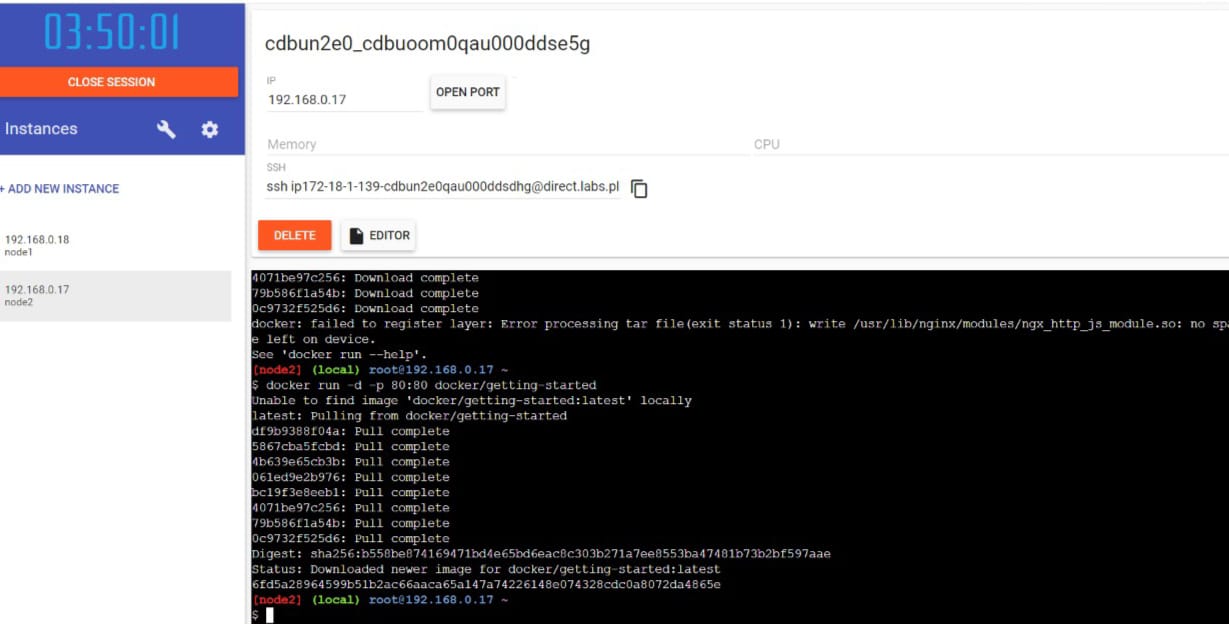 03:50:01
CLOSE SESSION
Instances
+ ADD NEW INSTANCE
192.168.0.18
node1
192.168.0.17
node2
cdbun2e0_cdbuoom0qau000ddse5g
IP
192.168.0.17
OPEN PORT
Memory
CPU
SSH
ssh ip172-18-1-139-cdbun2e0qau000ddsdhg@direct.labs.pl
DELETE
EDITOR
4071be97c256: Download complete
79b586f1a54b: Download complete
0c9732f525d6: Download complete
docker: failed to register layer: Error processing tar file(exit status 1): write /usr/lib/nginx/modules/ngx_http_js_module.so: no spa
e left on device.
See 'docker run --help'.
[node2] (local) root@192.168.0.17 ~
$ docker run -d -p 80:80 docker/getting-started
Unable to find image 'docker/getting-started:latest' locally
latest: Pulling from docker/getting-started
df9b9388f04a: Pull complete
5867cba5fcbd: Pull complete
4b639e65cb3b: Pull complete
061ed9e2b976: Pull complete
bc19f3e8eeb1: Pull complete
4071be97c256: Pull complete
79b586f1a54b: Pull complete
0c9732f525d6: Pull complete
Digest: sha256:b558be874169471bd4e65bd6eac8c303b271a7ee8553ba47481b73b2bf597aae
Status: Downloaded newer image for docker/getting-started:latest
6fd5a28964599b51b2ac66aaca65a147a74226148e074328cdc0a8072da4865e
[node2] (local) root@192.168.0.17 ~
$